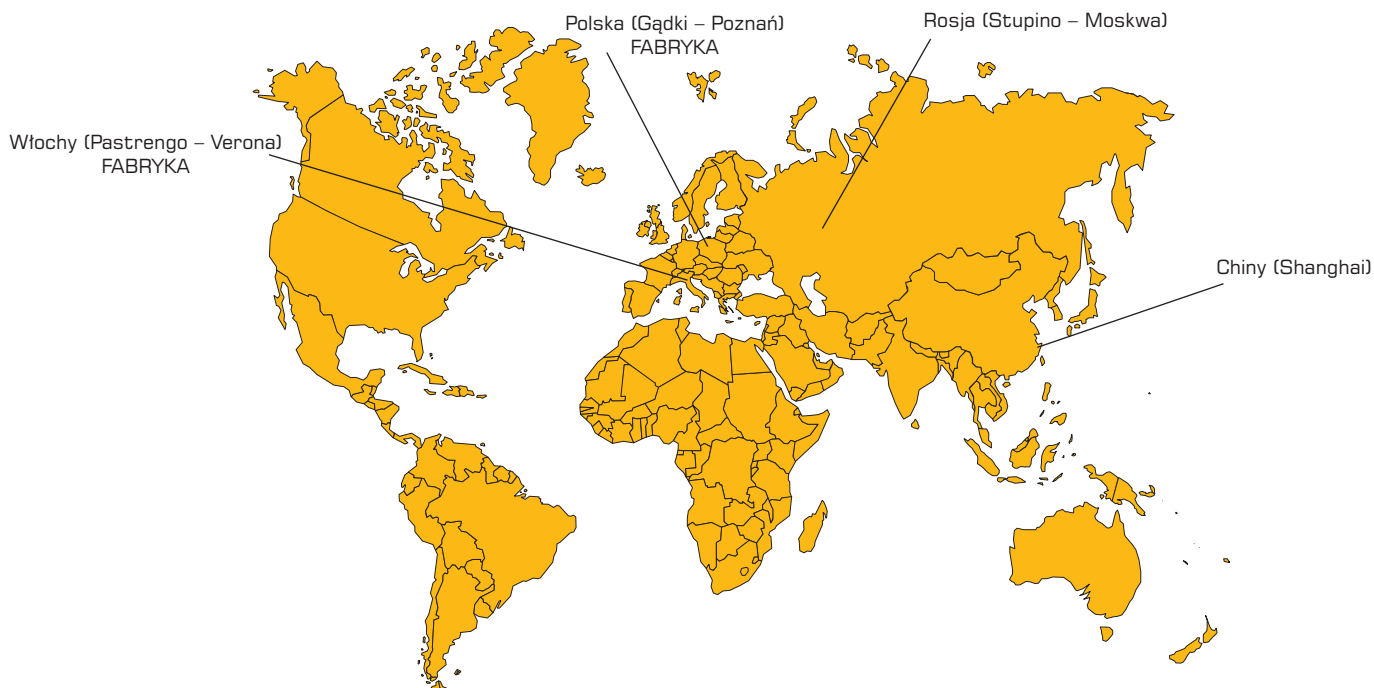 Polska (Gądki – Poznań)
FABRYKA
Rosja (Stupino – Moskwa)
Włochy (Pastrengo – Verona)
FABRYKA
Chiny (Shanghai)